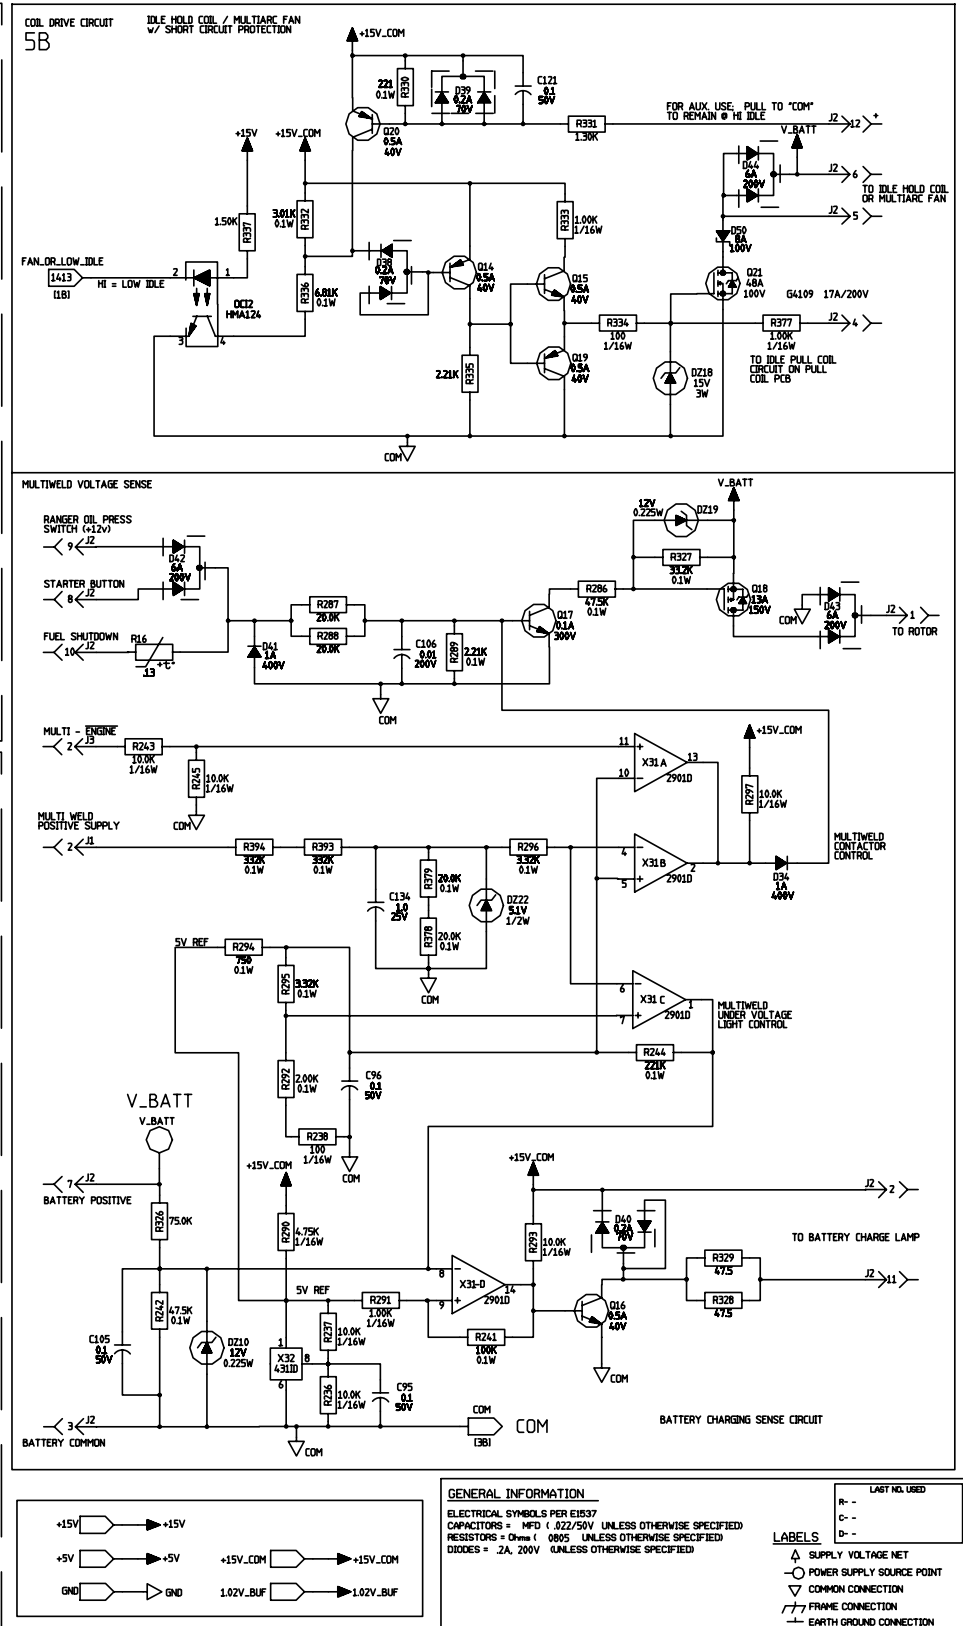 COIL DRIVE CIRCUIT
5B
IDLE HOLD COIL / MULTIARC FAN
W/ SHORT CIRCUIT PROTECTION
+15V_COM
221
0.1W
R330
D39
0.2A
70V
C121
0.1
50V
Q20
0.5A
40V
R331
1.30K
FOR AUX. USE; PULL TO "COM"
TO REMAIN @ HI IDLE
J2
12
+
V_BATT
D44
6A
200V
J2
6
TO IDLE HOLD COIL
OR MULTIARC FAN
J2
5
+15V
+15V_COM
1.50K
R337
3.01K
0.1W
R332
R336
6.81K
0.1W
R333
1.00K
1/16W
D50
8A
100V
FAN_OR_LOW_IDLE
1413
(1B)
HI = LOW IDLE
2
1
3
4
OCI2
HMA124
D38
0.2A
70V
Q14
0.5A
40V
Q15
0.5A
40V
Q21
48A
100V
G4109 17A/200V
R334
100
1/16W
R377
1.00K
1/16W
J2
4
TO IDLE PULL COIL
CIRCUIT ON PULL
COIL PCB
2.21K
R335
Q19
0.5A
40V
DZ18
15V
3W
COM
MULTIWELD VOLTAGE SENSE
RANGER OIL PRESS
SWITCH (+12v)
9
J2
STARTER BUTTON
8
J2
FUEL SHUTDOWN
10
J2
R16
.13
+t°
D42
6A
200V
D41
1A
400V
R287
20.0K
R288
20.0K
C106
0.01
200V
R289
2.21K
0.1W
Q17
0.1A
300V
COM
R286
47.5K
0.1W
12V
0.225W
DZ19
V_BATT
R327
33.2K
0.1W
Q18
13A
150V
COM
D43
6A
200V
J2
1
TO ROTOR
MULTI - ENGINE
2
J3
R243
10.0K
1/16W
R245
10.0K
1/16W
COM
11
+
10
-
X31A
13
2901D
+15V_COM
R297
10.0K
1/16W
MULTI WELD
POSITIVE SUPPLY
2
J1
R394
332K
0.1W
R393
332K
0.1W
R296
3.32K
0.1W
4
-
5
+
X31B
2
2901D
D34
1A
400V
MULTIWELD
CONTACTOR
CONTROL
C134
1.0
25V
R379
20.0K
0.1W
R378
20.0K
0.1W
DZ22
5.1V
1/2W
COM
5V REF
R294
750
0.1W
R295
3.32K
0.1W
6
-
7
+
X31C
1
2901D
MULTIWELD
UNDER VOLTAGE
LIGHT CONTROL
R244
221K
0.1W
R292
2.00K
0.1W
C96
0.1
50V
R238
100
1/16W
COM
V_BATT
V_BATT
7
J2
BATTERY POSITIVE
R326
75.0K
+15V_COM
R290
4.75K
1/16W
+15V_COM
R293
10.0K
1/16W
D40
0.2A
70V
J2
2
TO BATTERY CHARGE LAMP
R329
47.5
R328
47.5
J2
11
5V REF
R291
1.00K
1/16W
8
-
9
+
X31-D
14
2901D
R241
100K
0.1W
Q16
0.5A
40V
COM
R242
47.5K
0.1W
C105
0.1
50V
DZ10
12V
0.225W
1
X32
431ID
8
6
R237
10.0K
1/16W
R236
10.0K
1/16W
C95
0.1
50V
3
J2
BATTERY COMMON
COM
COM
(3B)
COM
BATTERY CHARGING SENSE CIRCUIT
+15V
+15V
+5V
+5V
GND
GND
+15V_COM
+15V_COM
1.02V_BUF
1.02V_BUF
GENERAL INFORMATION
ELECTRICAL SYMBOLS PER E1537
CAPACITORS = MFD ( .022/50V UNLESS OTHERWISE SPECIFIED)
RESISTORS = Ohms ( 0805 UNLESS OTHERWISE SPECIFIED)
DIODES = .2A, 200V (UNLESS OTHERWISE SPECIFIED)
LAST NO. USED
R- -
C- -
D- -
LABELS
SUPPLY VOLTAGE NET
POWER SUPPLY SOURCE POINT
COMMON CONNECTION
FRAME CONNECTION
EARTH GROUND CONNECTION